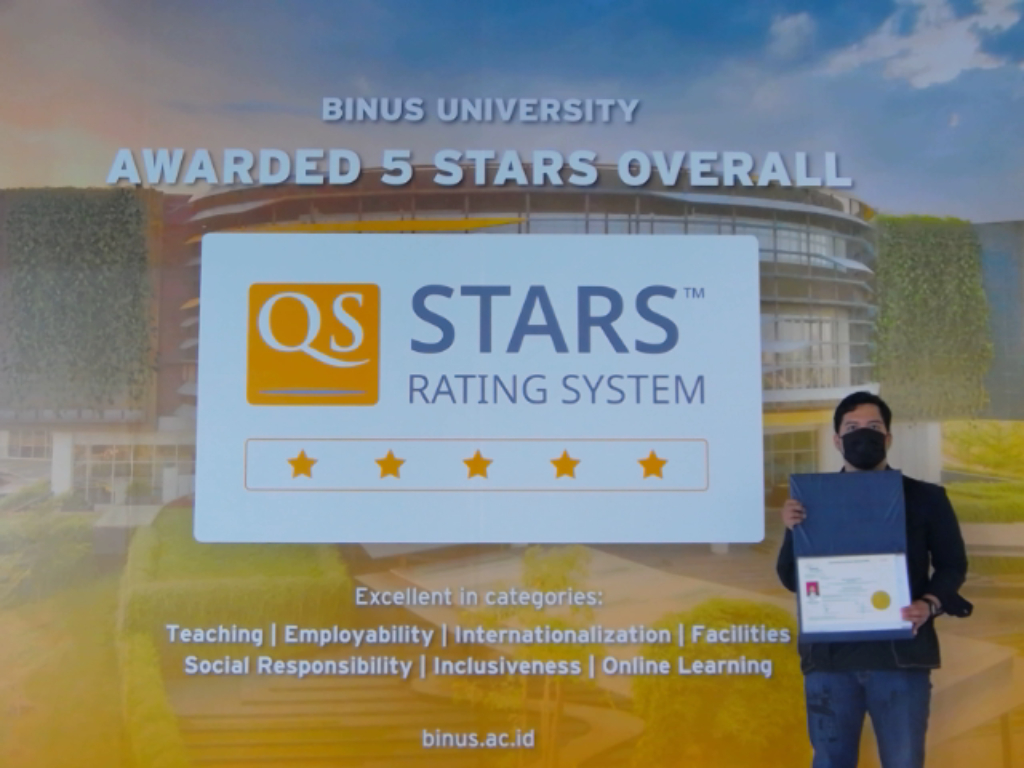 BINUS UNIVERSITY
AWARDED 5 STARS OVERALL
QS
STARS™
RATING SYSTEM
Excellent in categories:
Teaching | Employability | Internationalization | Facilities
Social Responsibility | Inclusiveness | Online Learning
binus.ac.id